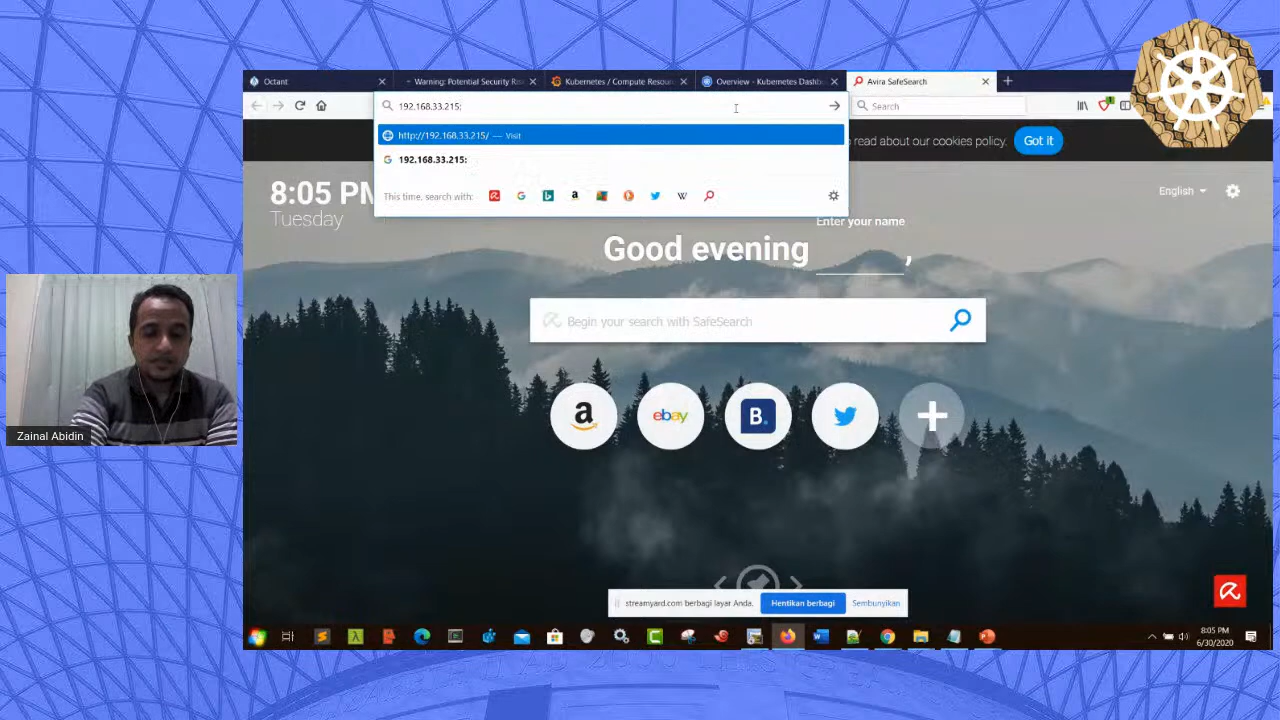 Octant
Warning: Potential Security Ris
Kubernetes / Compute Resour
Overview - Kubernetes Dashb
Avira SafeSearch
192.168.33.215:
Search
http://192.168.33.215/ — Visit
192.168.33.215:
This time, search with:
read about our cookies policy.
Got it
8:05 PM
Tuesday
English
Enter your name
Good evening ,
Begin your search with SafeSearch
a
ebay
B.
Zainal Abidin
streamyard.com berbagi layar Anda.
Hentikan berbagi
Sembunyikan
8:05 PM
6/30/2020